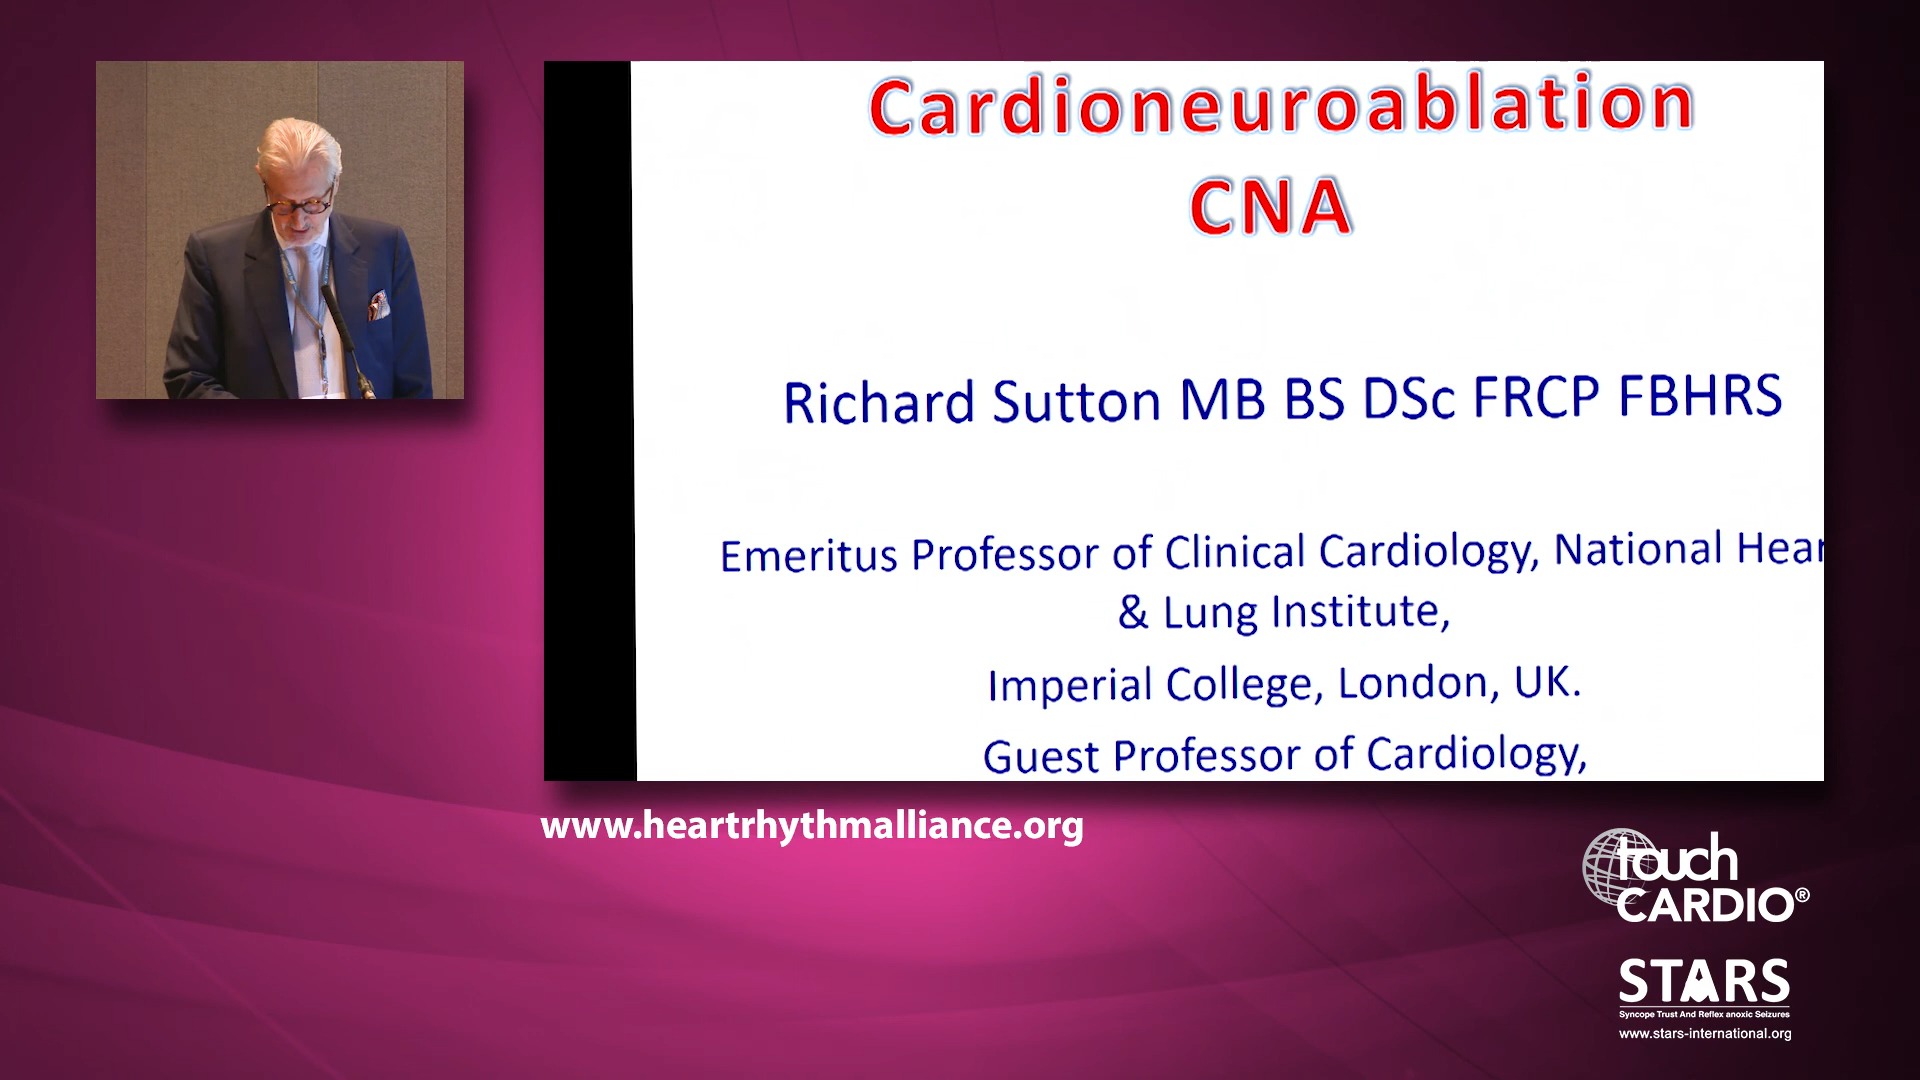 Cardioneuroablation
CNA
Richard Sutton MB BS DSc FRCP FBHRS
Emeritus Professor of Clinical Cardiology, National Hear
& Lung Institute,
Imperial College, London, UK.
Guest Professor of Cardiology,
www.heartrhythmalliance.org
touch
CARDIO®
STARS
Syncope Trust And Reflex anoxic Seizures
www.stars-international.org